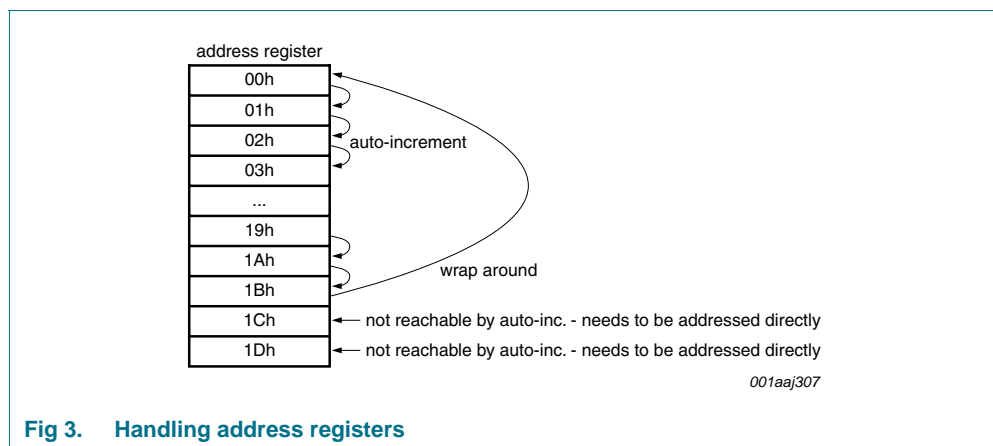 address register
00h
01h
02h
auto-increment
03h
...
19h
1Ah
wrap around
1Bh
1Ch
not reachable by auto-inc. - needs to be addressed directly
1Dh
not reachable by auto-inc. - needs to be addressed directly
001aaj307
Fig 3. Handling address registers